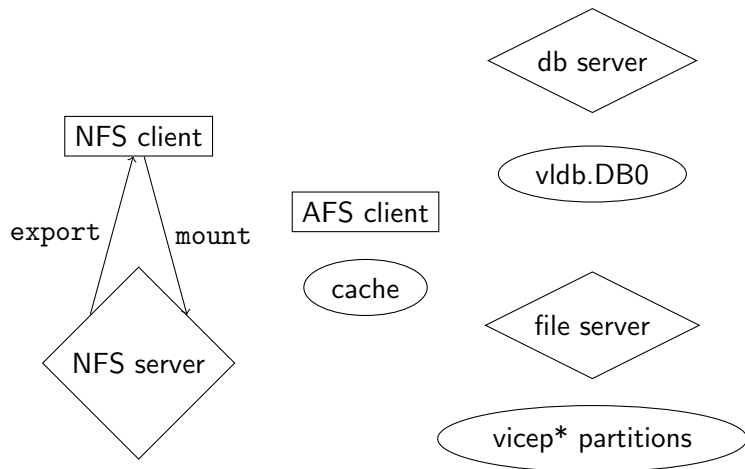 db server
NFS client
vldb.DB0
AFS client
export
mount
cache
file server
NFS server
vicep* partitions